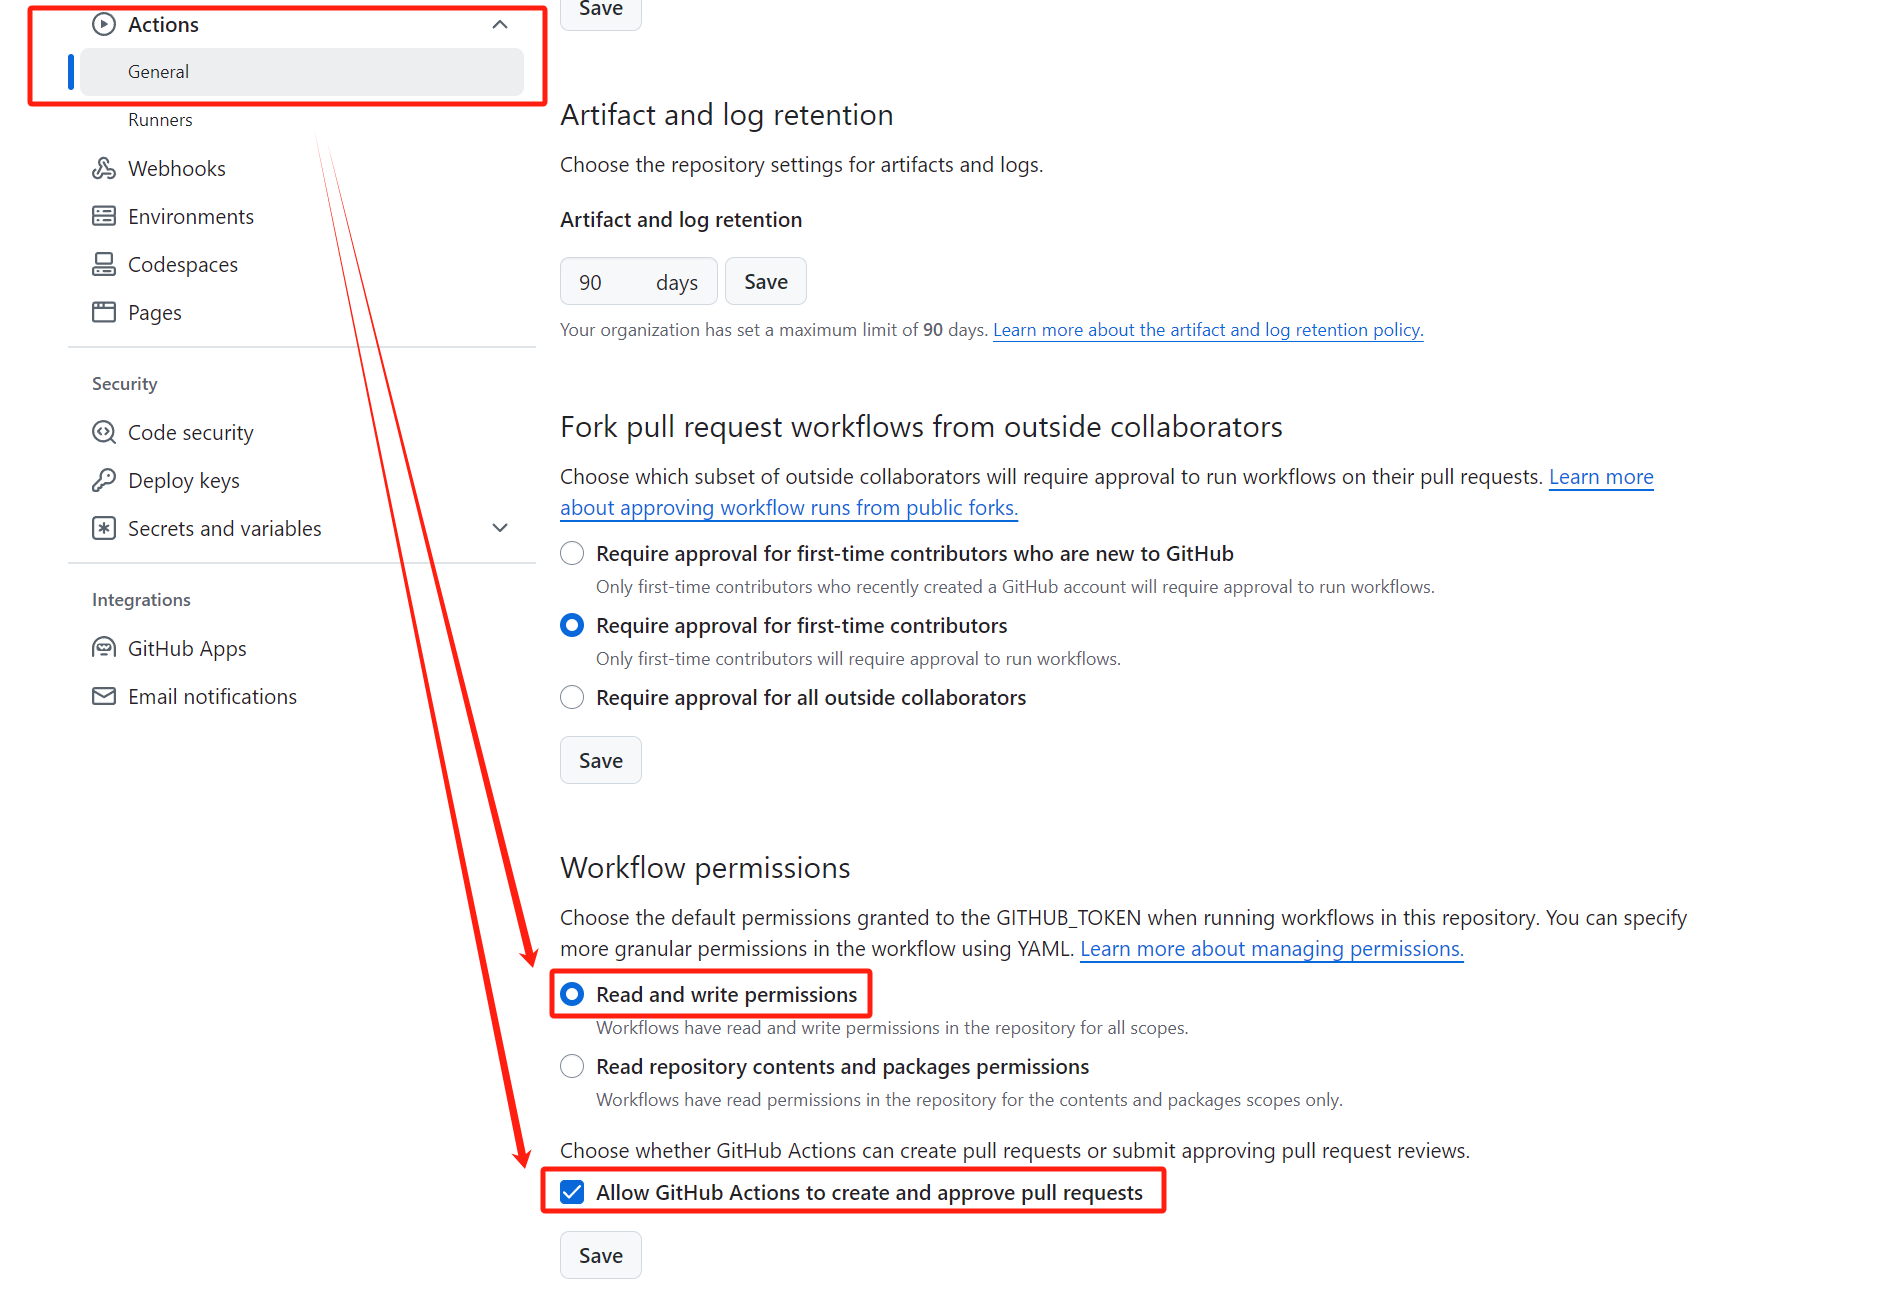 Actions
General
Runners
Webhooks
Environments
Codespaces
Pages
Security
Code security
Deploy keys
Secrets and variables
Integrations
GitHub Apps
Email notifications
Save
Artifact and log retention
Choose the repository settings for artifacts and logs.
Artifact and log retention
90 days Save
Your organization has set a maximum limit of 90 days. Learn more about the artifact and log retention policy.
Fork pull request workflows from outside collaborators
Choose which subset of outside collaborators will require approval to run workflows on their pull requests. Learn more
about approving workflow runs from public forks.
Require approval for first-time contributors who are new to GitHub
Only first-time contributors who recently created a GitHub account will require approval to run workflows.
Require approval for first-time contributors
Only first-time contributors will require approval to run workflows.
Require approval for all outside collaborators
Save
Workflow permissions
Choose the default permissions granted to the GITHUB_TOKEN when running workflows in this repository. You can specify
more granular permissions in the workflow using YAML. Learn more about managing permissions.
Read and write permissions
Workflows have read and write permissions in the repository for all scopes.
Read repository contents and packages permissions
Workflows have read permissions in the repository for the contents and packages scopes only.
Choose whether GitHub Actions can create pull requests or submit approving pull request reviews.
Allow GitHub Actions to create and approve pull requests
Save